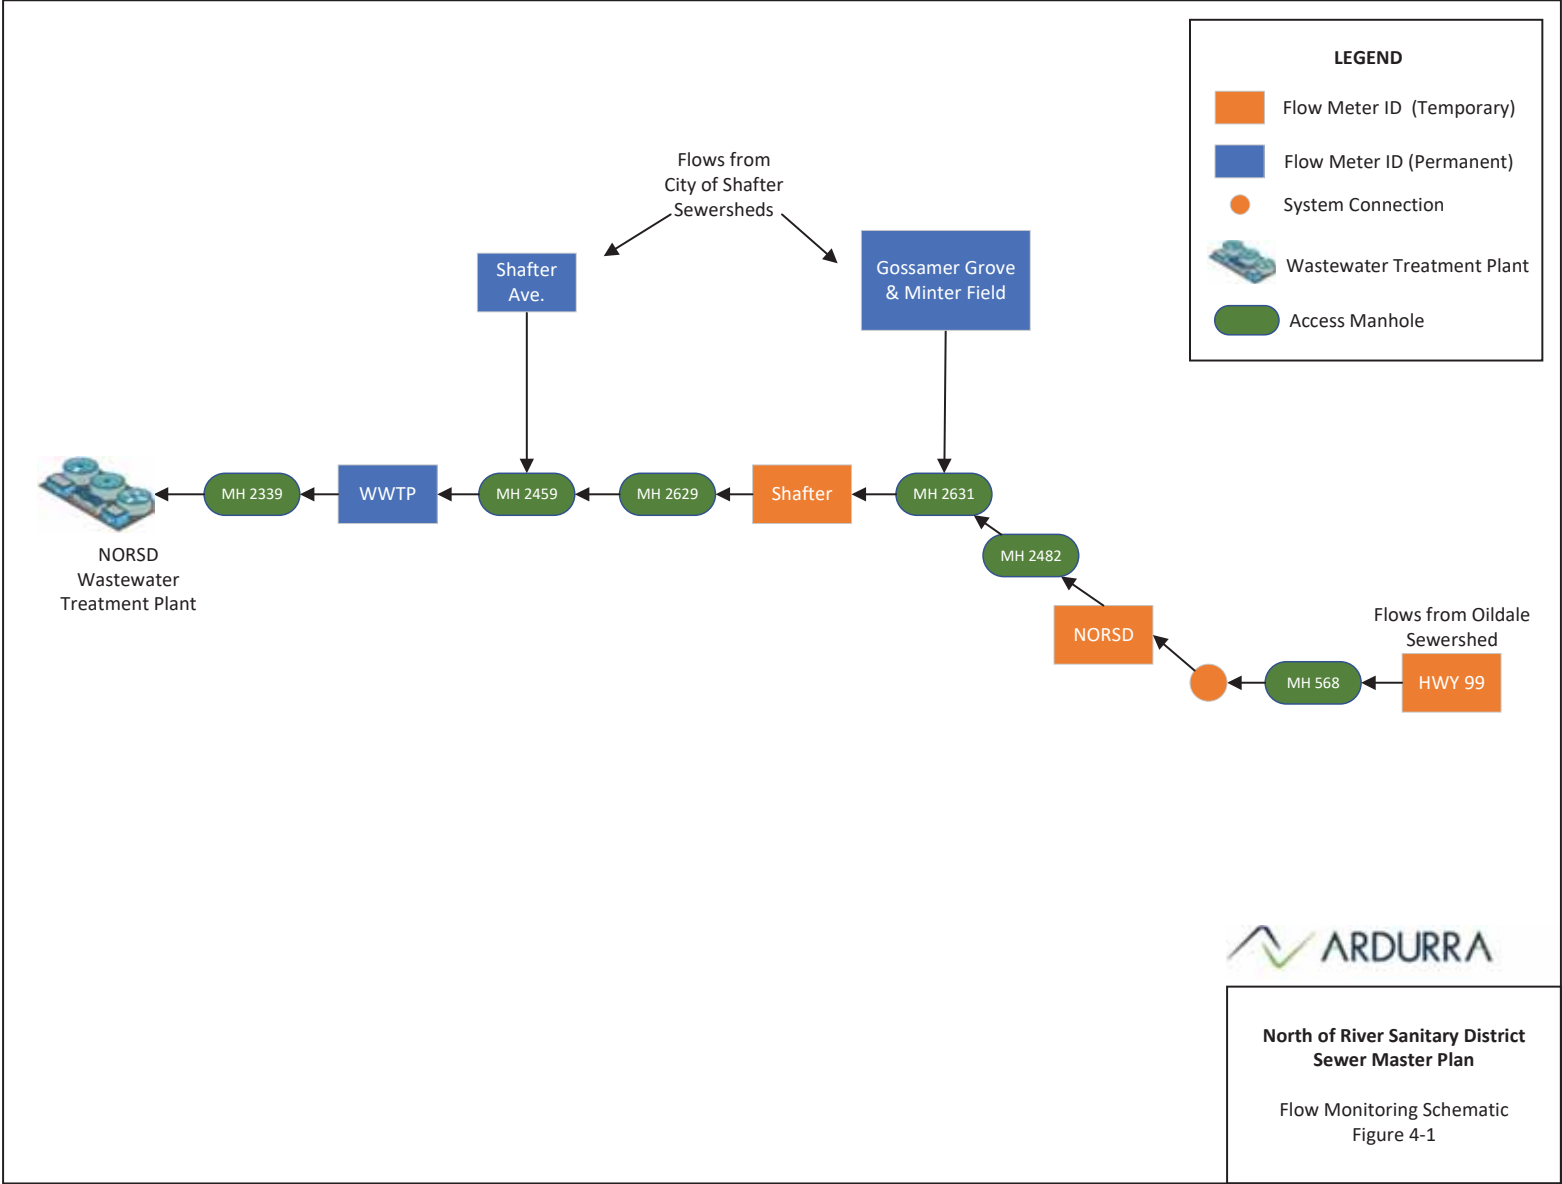 LEGEND
Flow Meter ID  (Temporary)
Flow Meter ID (Permanent)
System Connection
Wastewater Treatment Plant
Access Manhole
Flows from
City of Shafter
Sewersheds
Shafter
Ave.
Gossamer Grove
& Minter Field
MH 2339
WWTP
MH 2459
MH 2629
Shafter
MH 2631
MH 2482
NORSD
Wastewater
Treatment Plant
NORSD
Flows from Oildale
Sewershed
MH 568
HWY 99
ARDURRA
North of River Sanitary District
Sewer Master Plan
Flow Monitoring Schematic
Figure 4-1